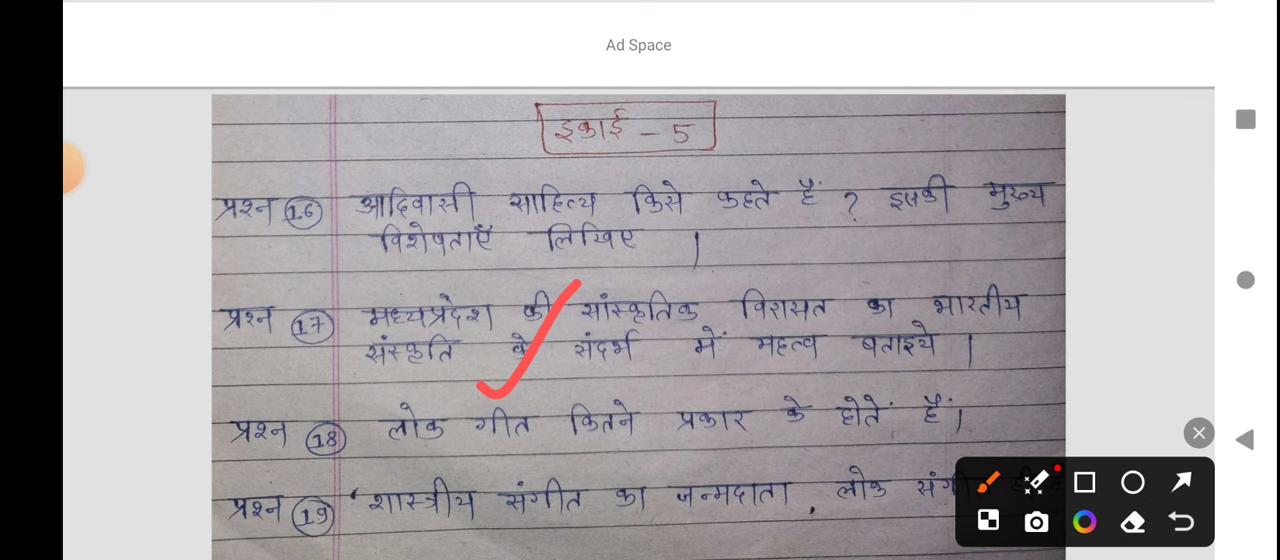 Ad Space
इकाई - 5
प्रश्न 16 आदिवासी साहित्य किसे कहते हैं ? इसकी मुख्य
विशेषताएँ लिखिए ।
प्रश्न 17 मध्यप्रदेश की सांस्कृतिक विरासत का भारतीय
संस्कृति के संदर्भ में महत्व बताइये ।
प्रश्न 18 लोक गीत कितने प्रकार के होतें हैं।
प्रश्न 19 शास्त्रीय संगीत का जन्मदाता लोक